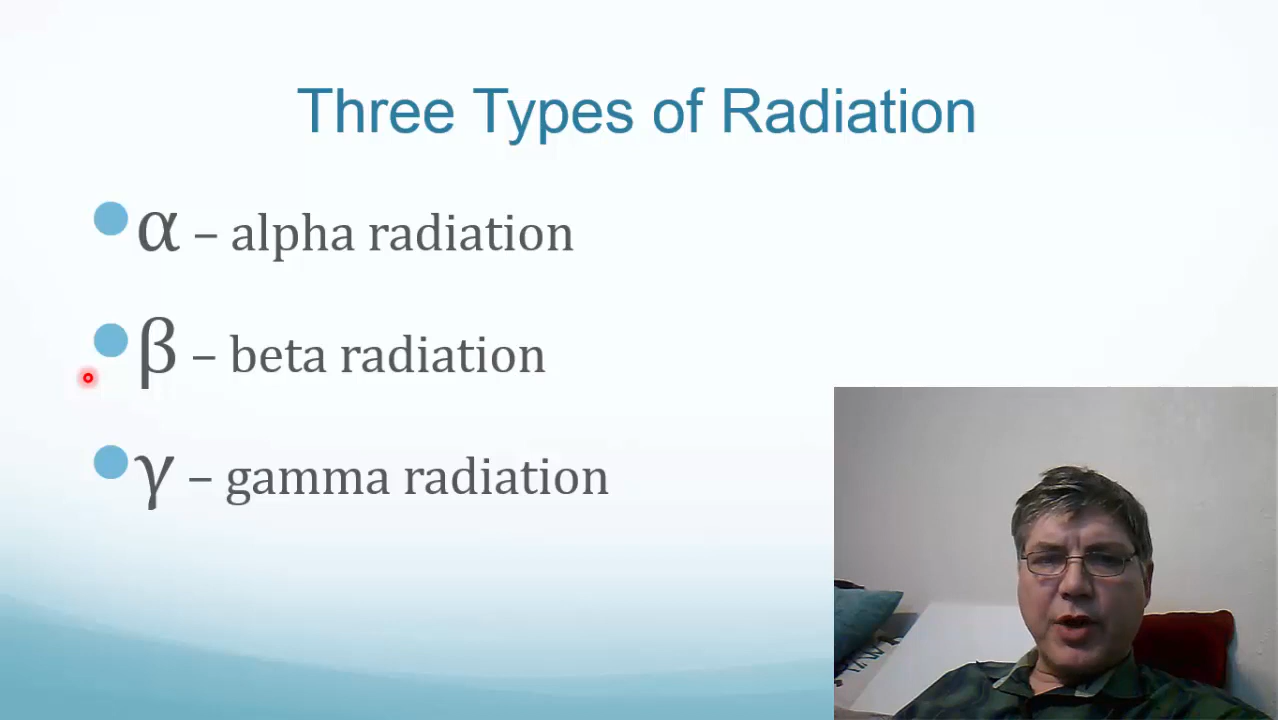 Three Types of Radiation
α – alpha radiation
β – beta radiation
γ – gamma radiation